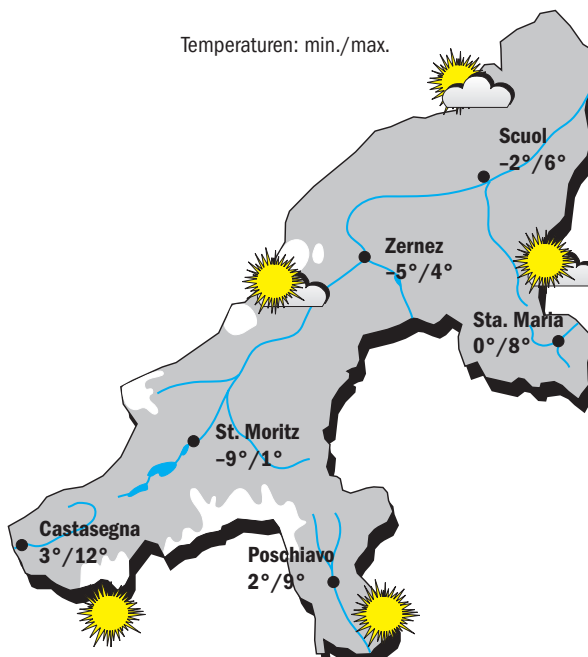 Temperaturen: min./max.
Scuol
–2°/6°
Zernez
–5°/4°
Sta. Maria
0°/8°
St. Moritz
–9°/1°
Castasegna
3°/12°
Poschiavo
2°/9°